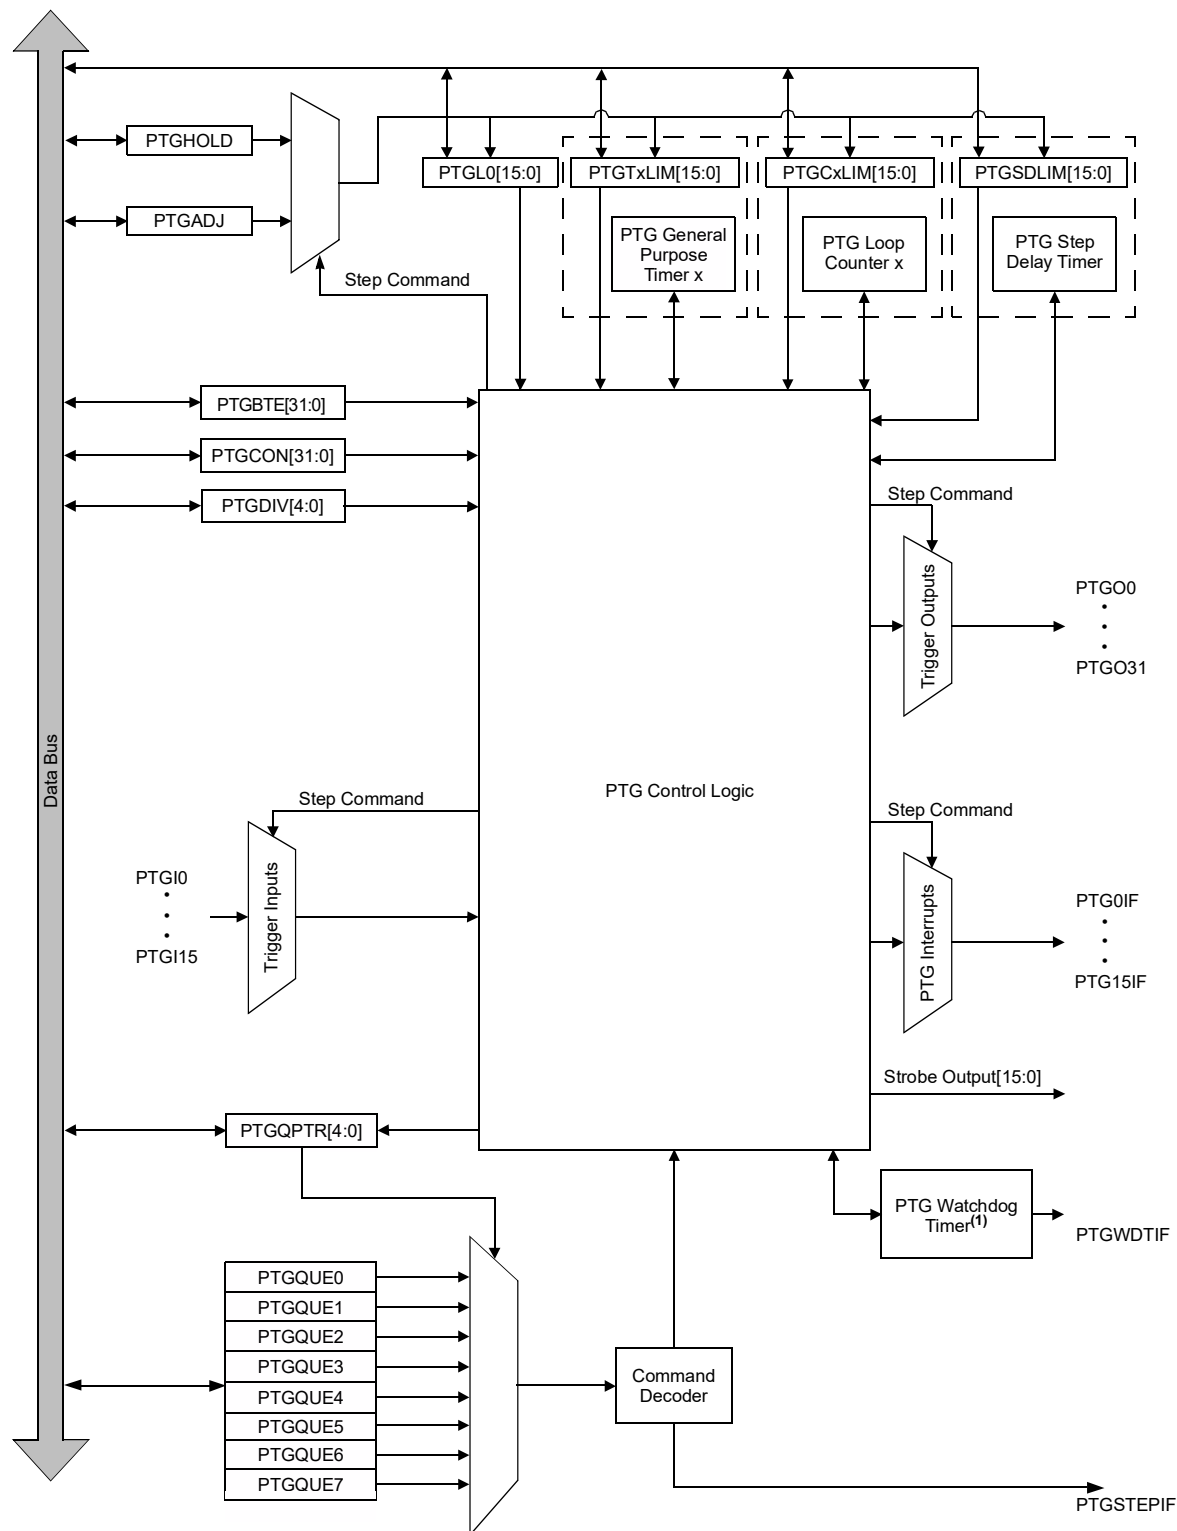 PTGHOLD
PTGADJ
PTGL0[15:0]
PTGTxLIM[15:0]
PTGCxLIM[15:0]
PTGSDLIM[15:0]
PTG General
Purpose
Timer x
PTG Loop
Counter x
PTG Step
Delay Timer
Step Command
PTGBTE[31:0]
PTGCON[31:0]
PTGDIV[4:0]
Step Command
Trigger Outputs
PTGO0
PTGO31
Data Bus
PTG Control Logic
Step Command
Trigger Inputs
PTGI0
PTGI15
Step Command
PTG Interrupts
PTG0IF
PTG15IF
Strobe Output[15:0]
PTGQPTR[4:0]
PTG Watchdog
Timer(1)
PTGWDTIF
PTGQUE0
PTGQUE1
PTGQUE2
PTGQUE3
PTGQUE4
PTGQUE5
PTGQUE6
PTGQUE7
Command
Decoder
PTGSTEPIF